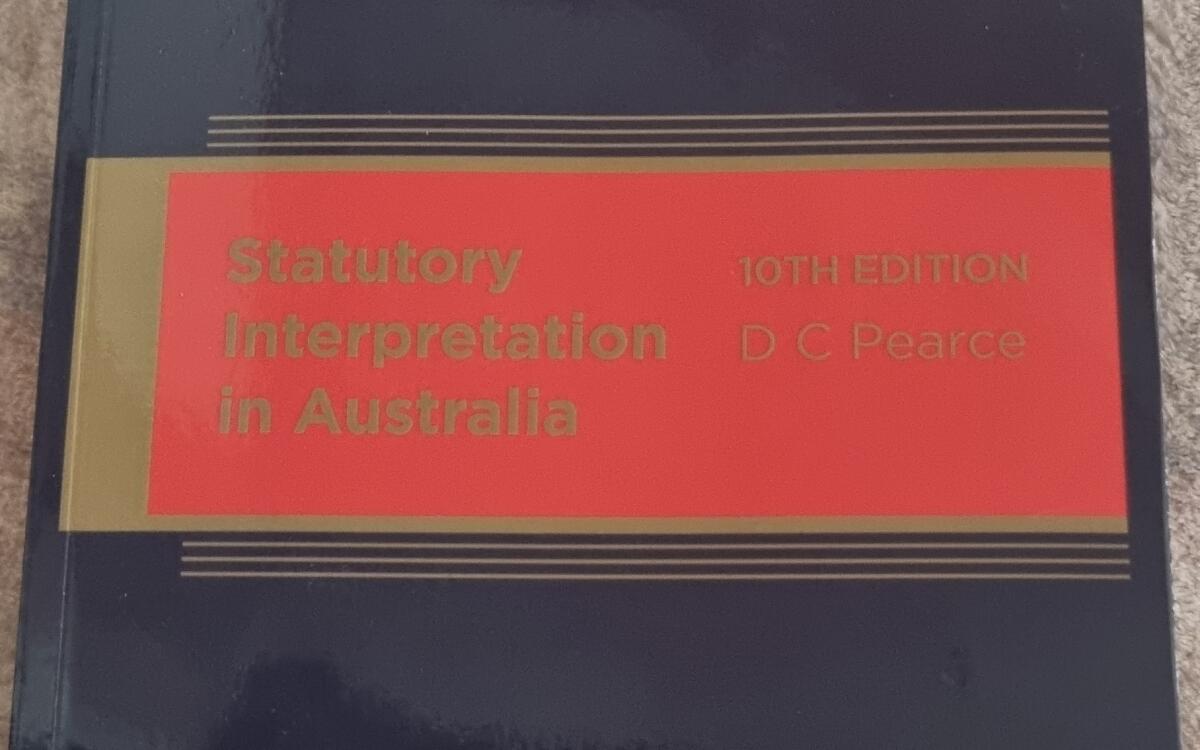 Statutory
Interpretation
in Australia
10TH EDITION
D C Pearce